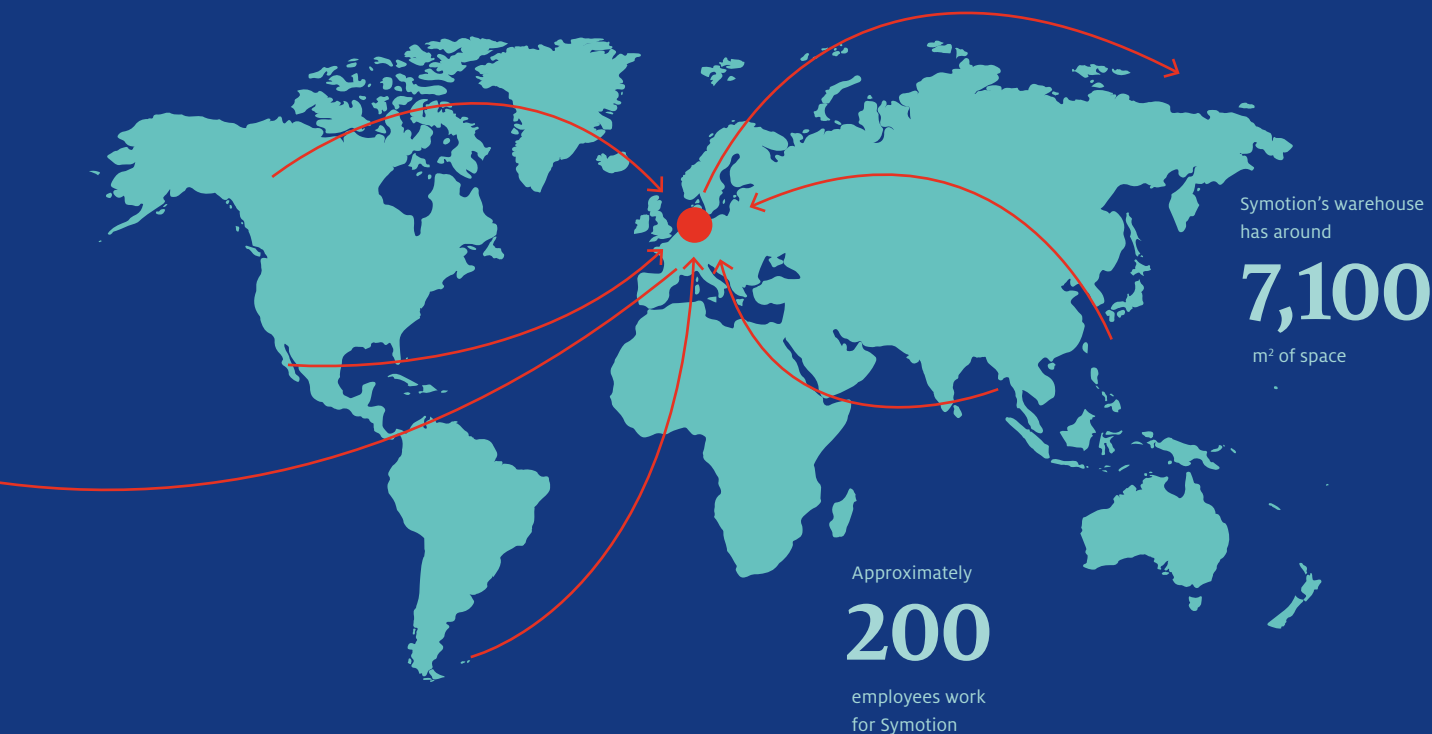 Symotion’s warehouse
has around
7,100
m² of space
Approximately
200
employees work
for Symotion